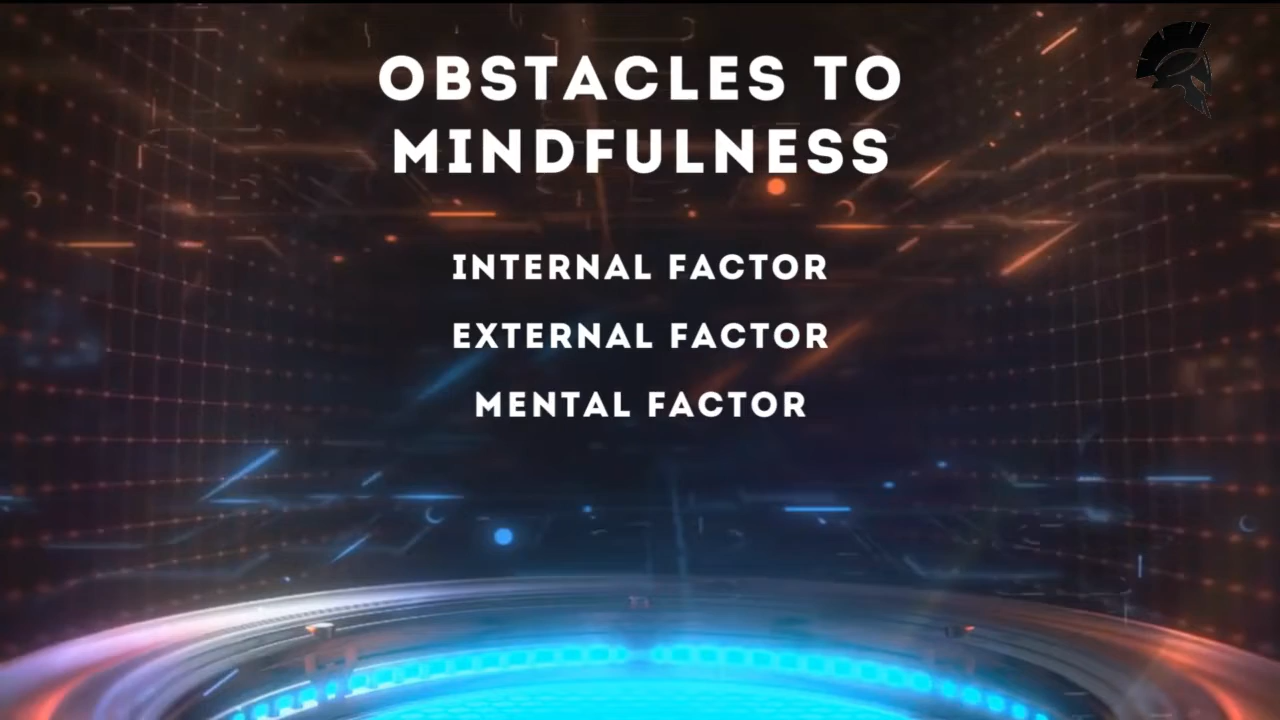 OBSTACLES TO
MINDFULNESS
INTERNAL FACTOR
EXTERNAL FACTOR
MENTAL FACTOR